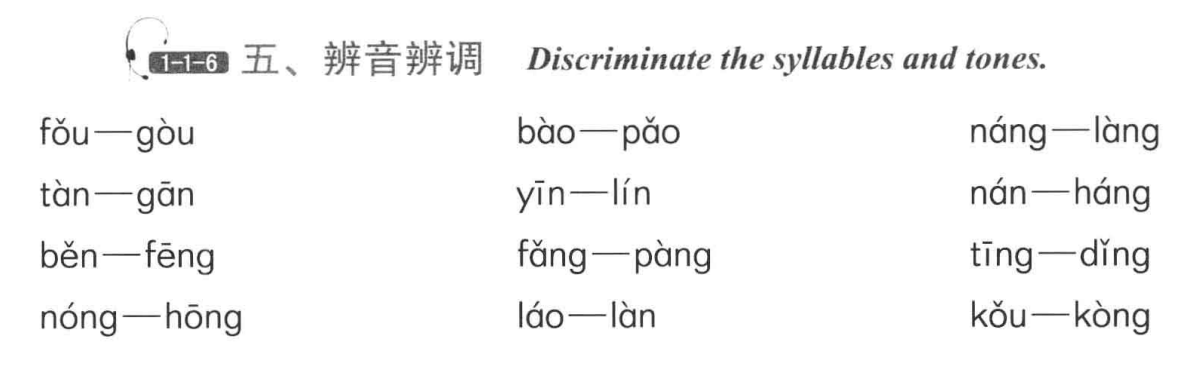 1-1-6 五、辨音辨调 Discriminate the syllables and tones.
fǒu—gòu bào—pǎo náng—làng
tàn—gān yīn—lín nán—háng
běn—fēng fǎng—pàng tīng—dǐng
nóng—hōng láo—làn kǒu—kòng